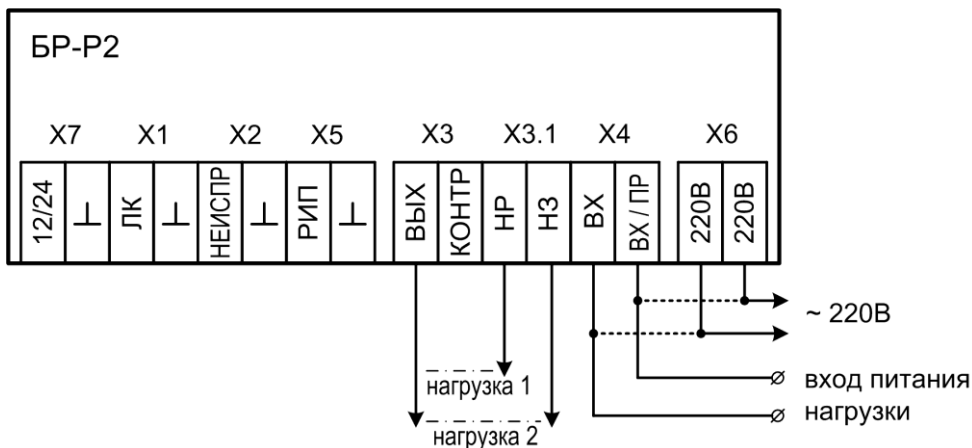 БР-Р2
X7 X1 X2 X5 X3 X3.1 X4 X6
12/24 ⊥ ЛК ⊥ НЕИСПР ⊥ РИП ⊥ ВЫХ КОНТР НР НЗ ВХ ВХ / ПР 220В 220В
~ 220В
нагрузка 1
вход питания
нагрузки
нагрузка 2